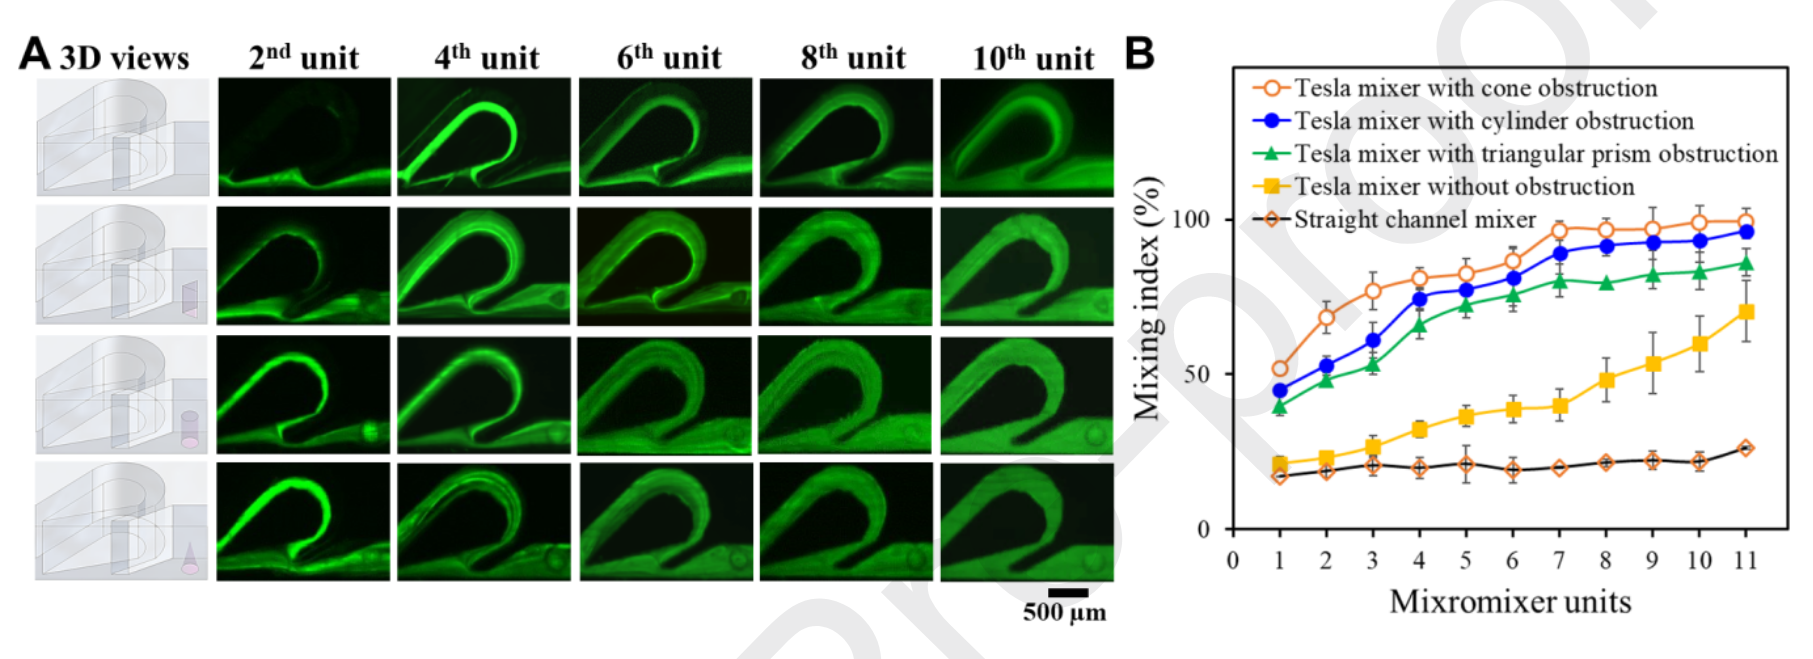 A 3D views 2nd unit 4th unit 6th unit 8th unit 10th unit
500 μm
B
Tesla mixer with cone obstruction
Tesla mixer with cylinder obstruction
Tesla mixer with triangular prism obstruction
Tesla mixer without obstruction
Straight channel mixer
Mixing index (%)
100
50
0
0 1 2 3 4 5 6 7 8 9 10 11
Mixromixer units
Pre-proo